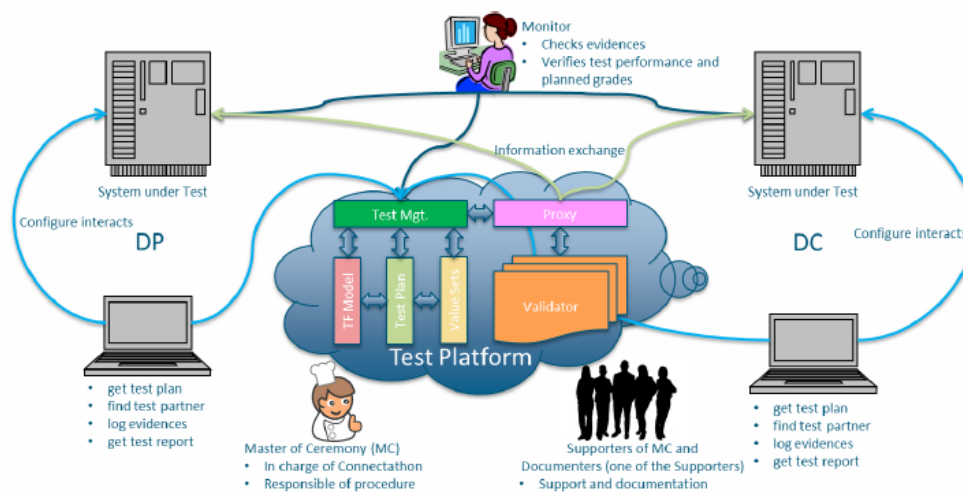 Monitor
• Checks evidences
• Verifies test performance and
planned grades
Information exchange
System under Test
System under Test
Configure interacts
DP
DC
Configure interacts
Test Mgt.
Proxy
TF Model
Test Plan
Value Sets
Validator
Test Platform
• get test plan
• find test partner
• log evidences
• get test report
• get test plan
• find test partner
• log evidences
• get test report
Master of Ceremony (MC)
• In charge of Connectathon
• Responsible of procedure
Supporters of MC and
Documenters (one of the Supporters)
• Support and documentation